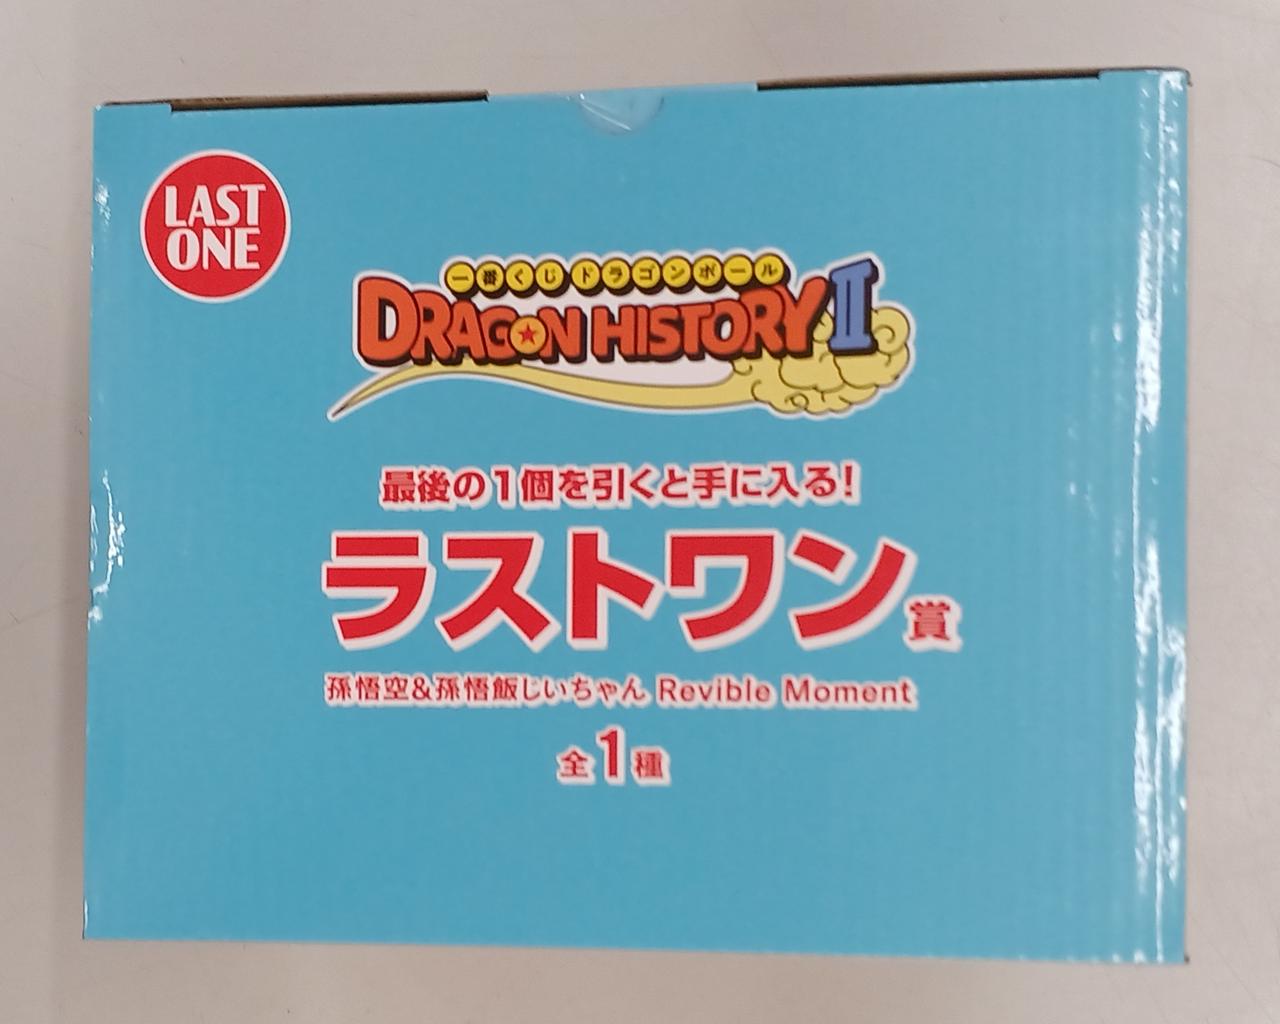 LAST
ONE
一番くじ ドラゴンボール
DRAGON HISTORY II
最後の1個を引くと手に入る!
ラストワン賞
孫悟空&孫悟飯じいちゃん Revible Moment
全1種